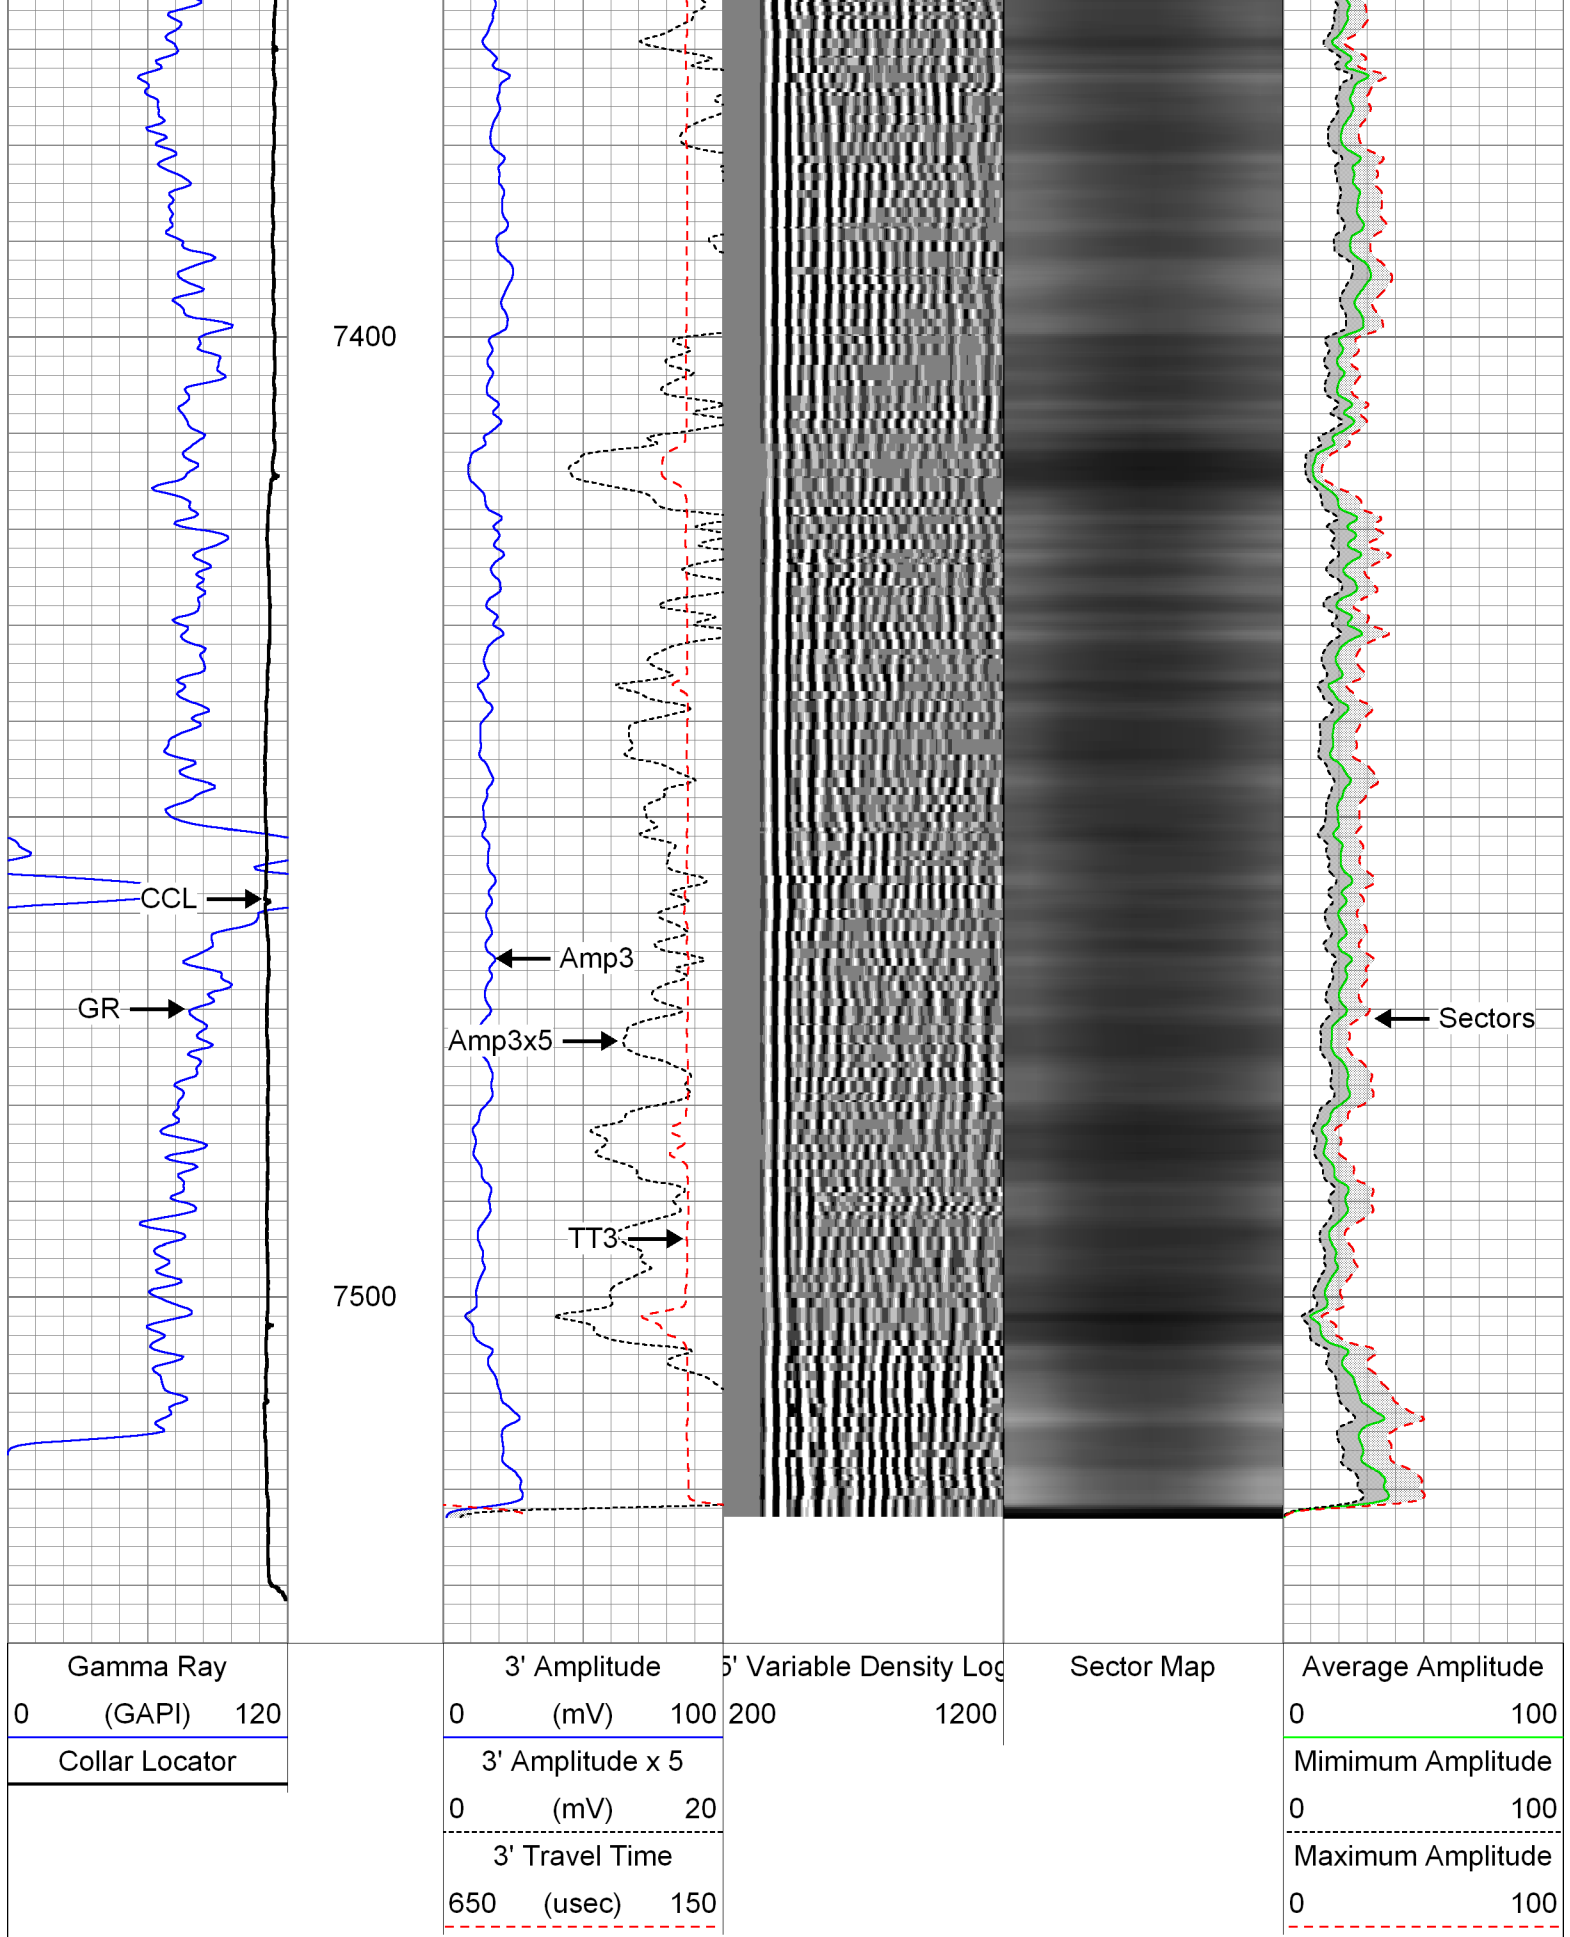 7400
CCL
Amp3
GR
Sectors
Amp3x5
TT3
7500
Gamma Ray
0 (GAPI) 120
Collar Locator
3' Amplitude
0 (mV) 100
3' Amplitude x 5
0 (mV) 20
3' Travel Time
650 (usec) 150
5' Variable Density Log
200 1200
Sector Map
Average Amplitude
0 100
Mimimum Amplitude
0 100
Maximum Amplitude
0 100